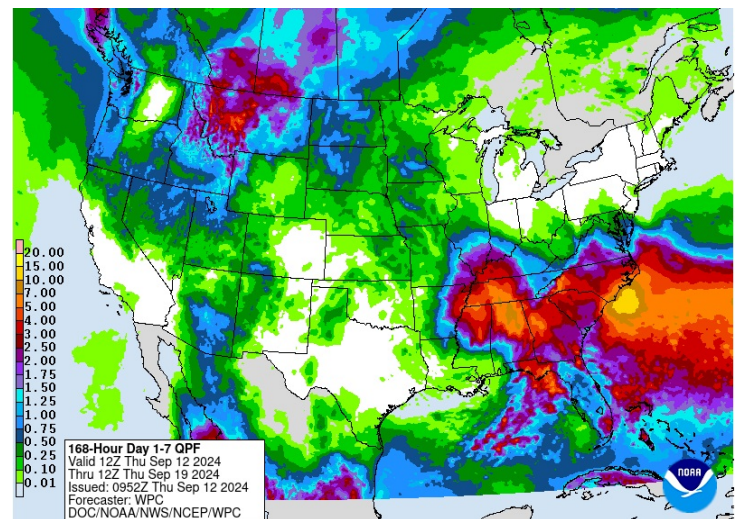 20.00
15.00
10.00
7.00
5.00
4.00
3.00
2.50
2.00
1.75
1.50
1.25
1.00
0.75
0.50
0.25
0.10
0.01
168-Hour Day 1-7 QPF
Valid 12Z Thu Sep 12 2024
Thru 12Z Thu Sep 19 2024
Issued: 0952Z Thu Sep 12 2024
Forecaster: WPC
DOC/NOAA/NWS/NCEP/WPC
NOAA